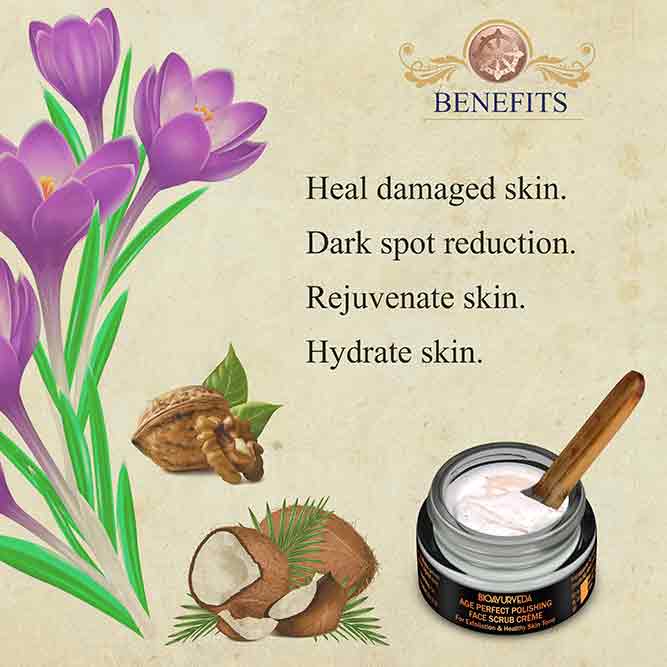 BENEFITS
Heal damaged skin.
Dark spot reduction.
Rejuvenate skin.
Hydrate skin.
BIOAYURVEDA
AGE PERFECT POLISHING
FACE SCRUB CRÈME
For Exfoliation & Healthy Skin Tone